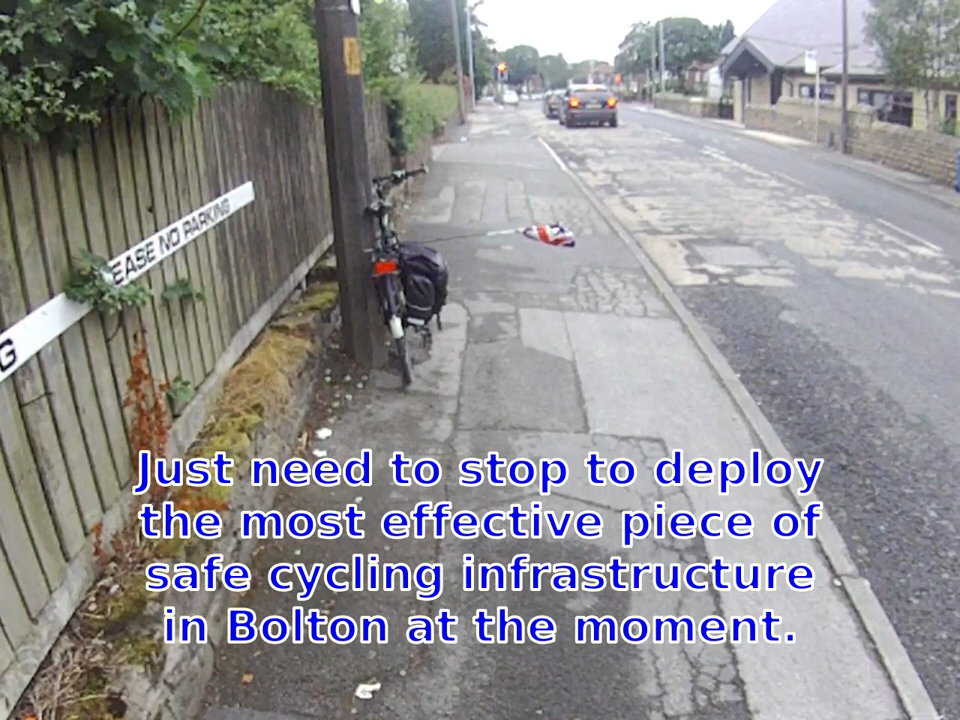 EASE NO PARKING
G
Just need to stop to deploy
the most effective piece of
safe cycling infrastructure
in Bolton at the moment.